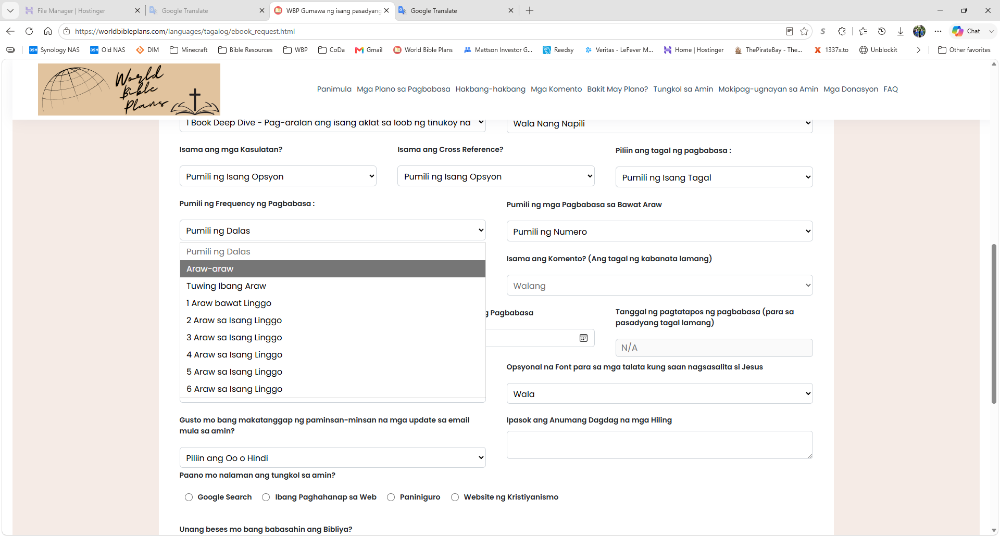 File Manager | Hostinger
Google Translate
WBP Gumawa ng isang pasadyang
Google Translate
https://worldbibleplans.com/languages/tagalog/ebook_request.html
Chat
Synology NAS
Old NAS
DIM
Minecraft
Bible Resources
WBP
CoDa
Gmail
World Bible Plans
Mattson Investor G...
Reedsy
Veritas - LeFever M...
Home | Hostinger
ThePirateBay - The...
1337x.to
Unblockit
Other favorites
World
Bible
Plans
Panimula Mga Plano sa Pagbabasa Hakbang-hakbang Mga Komento Bakit May Plano? Tungkol sa Amin Makipag-ugnayan sa Amin Mga Donasyon FAQ
1 Book Deep Dive - Pag-aralan ang isang aklat sa loob ng tinukoy na
Wala Nang Napili
Isama ang mga Kasulatan?
Isama ang Cross Reference?
Piliin ang tagal ng pagbabasa :
Pumili ng Isang Opsyon
Pumili ng Isang Opsyon
Pumili ng Isang Tagal
Pumili ng Frequency ng Pagbabasa :
Pumili ng mga Pagbabasa sa Bawat Araw
Pumili ng Dalas
Pumili ng Numero
Pumili ng Dalas
Araw-araw
Tuwing Ibang Araw
1 Araw bawat Linggo
2 Araw sa Isang Linggo
3 Araw sa Isang Linggo
4 Araw sa Isang Linggo
5 Araw sa Isang Linggo
6 Araw sa Isang Linggo
Isama ang Komento? (Ang tagal ng kabanata lamang)
Walang
g Pagbabasa
Tanggal ng pagtatapos ng pagbabasa (para sa
pasadyang tagal lamang)
N/A
Opsyonal na Font para sa mga talata kung saan nagsasalita si Jesus
Wala
Gusto mo bang makatanggap ng paminsan-minsan na mga update sa email
mula sa amin?
Ipasok ang Anumang Dagdag na mga Hiling
Piliin ang Oo o Hindi
Paano mo nalaman ang tungkol sa amin?
Google Search
Ibang Paghahanap sa Web
Paniniguro
Website ng Kristiyanismo
Unang beses mo bang babasahin ang Bibliya?